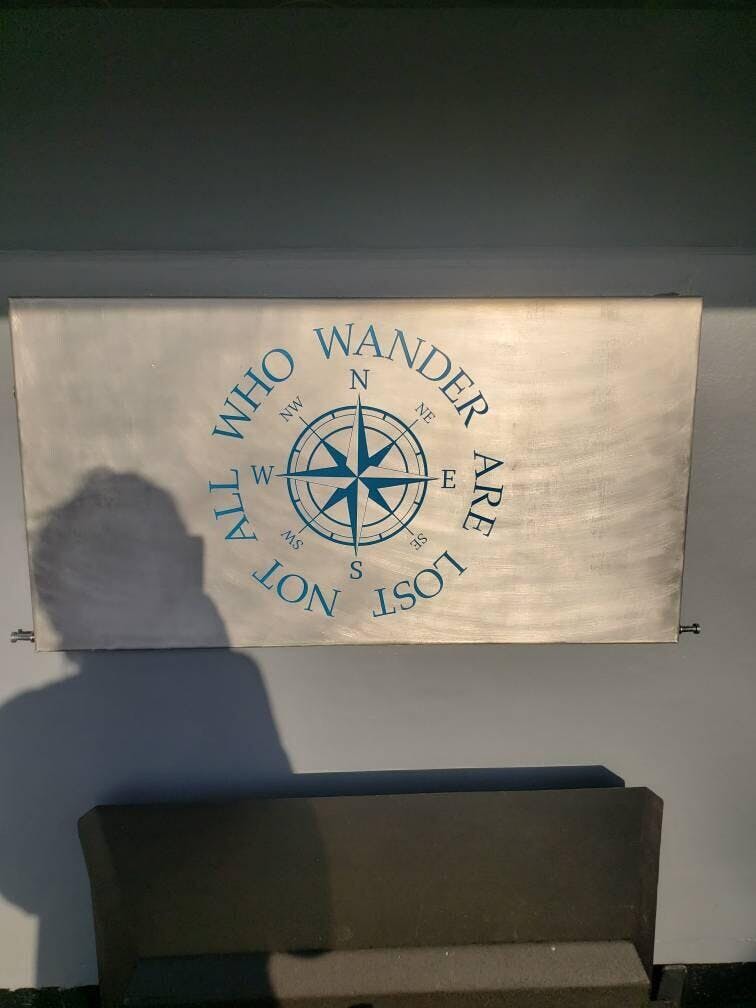 NOT ALL WHO WANDER ARE LOST
N
NW NE
W E
SW SE
S